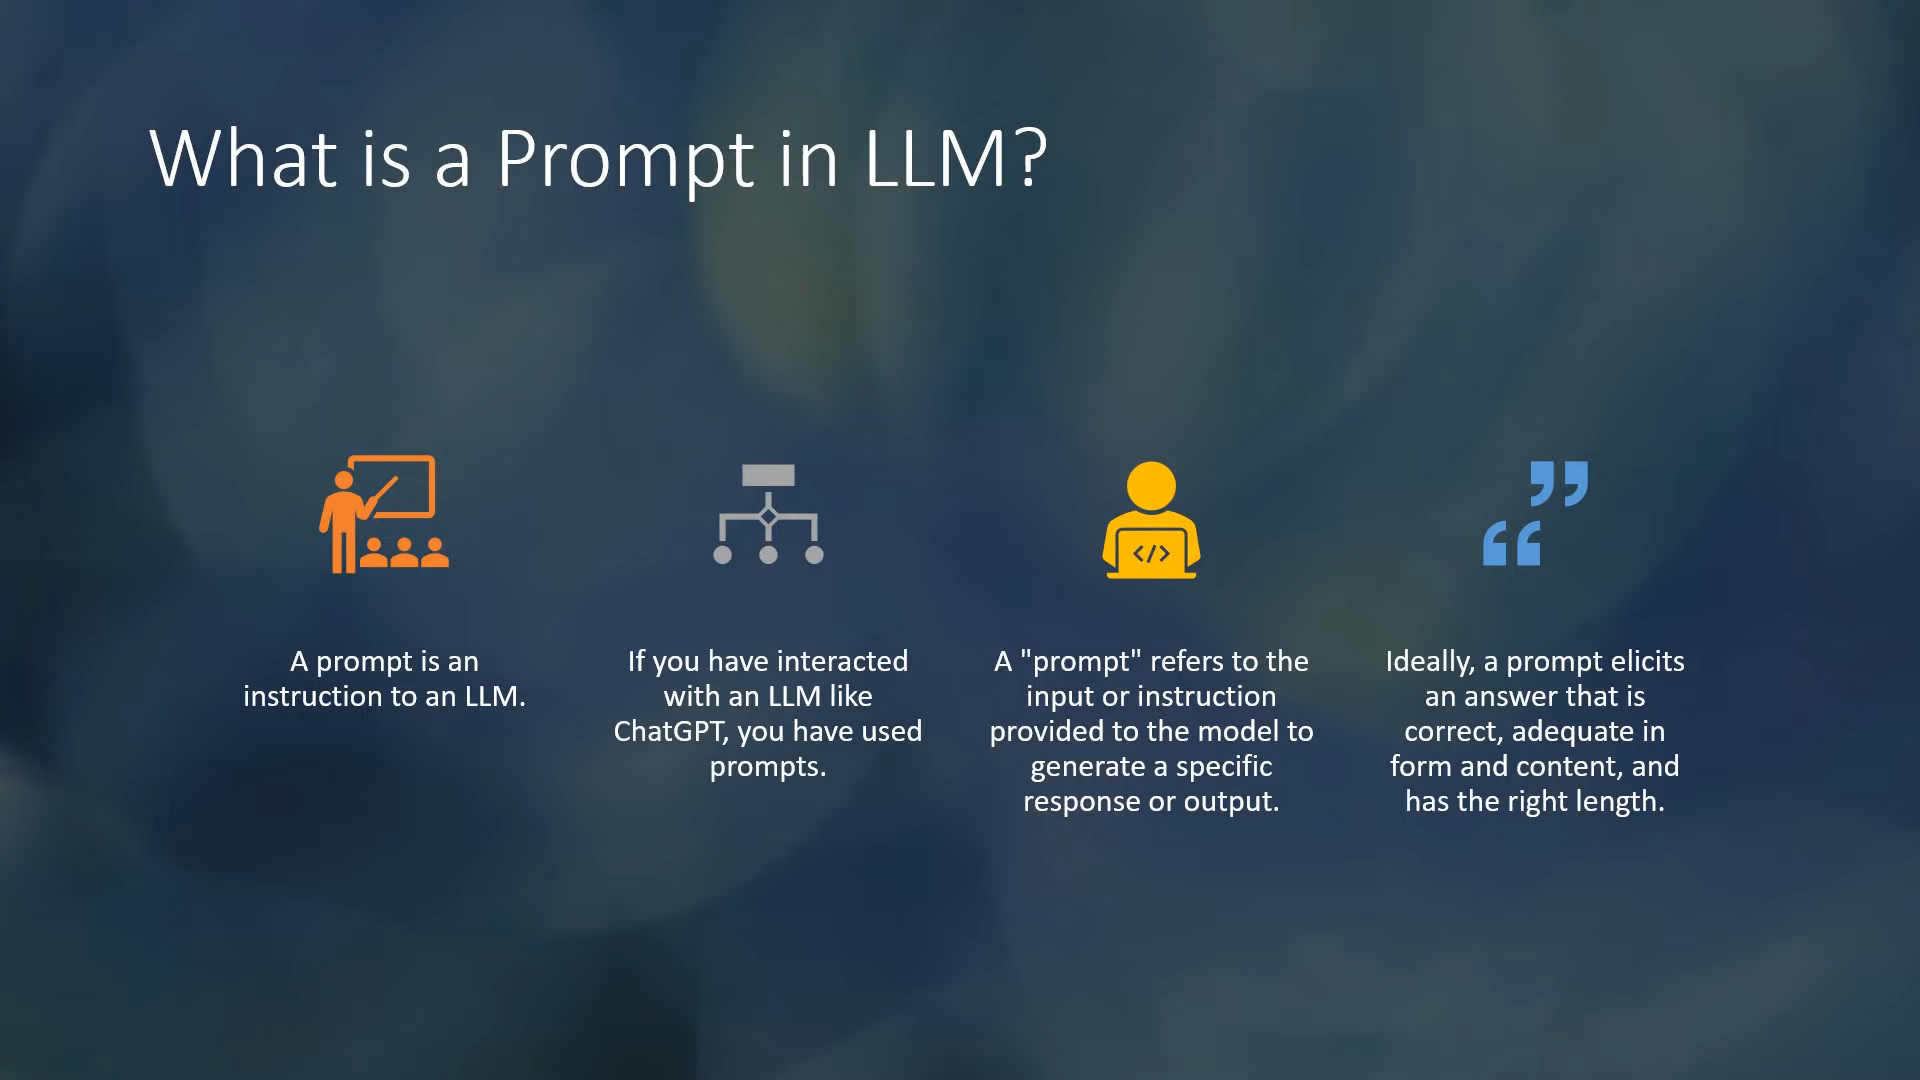 What is a Prompt in LLM?
</>
A prompt is an
instruction to an LLM.
If you have interacted
with an LLM like
ChatGPT, you have used
prompts.
A "prompt" refers to the
input or instruction
provided to the model to
generate a specific
response or output.
Ideally, a prompt elicits
an answer that is
correct, adequate in
form and content, and
has the right length.